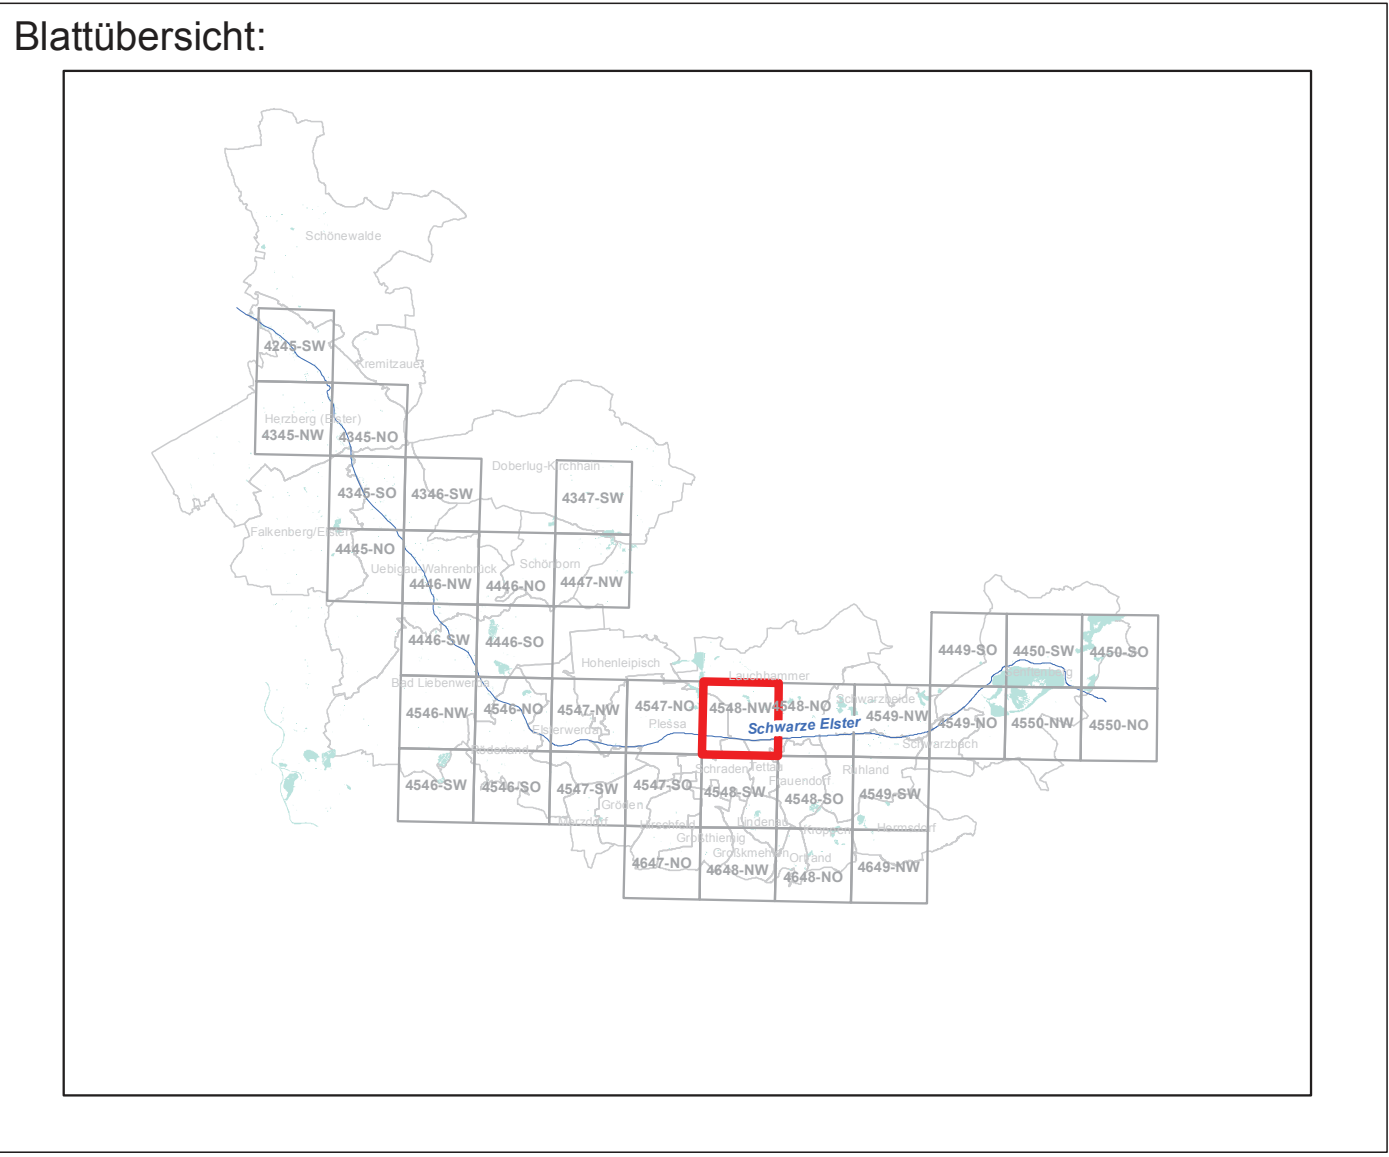 Blattübersicht:
Schönewalde
4245-SW
Kremitzaue
Herzberg (Elster)
4345-NW
4345-NO
Doberlug-Kirchhain
4345-SO
4346-SW
4347-SW
Falkenberg/Elster
4445-NO
Uebigau-Wahrenbrück
Schönborn
4446-NW
4446-NO
4447-NW
4446-SW
4446-SO
4449-SO
4450-SW
4450-SO
Hohenleipisch
Lauchhammer
Senftenberg
Bad Liebenwerda
4546-NW
4546-NO
4547-NW
4547-NO
4548-NW
4548-NO
Schwarzheide
4549-NW
4549-NO
4550-NW
4550-NO
Plessa
Schwarze Elster
Elsterwerda
Schwarzbach
Röderland
Schraden
Tettau
Frauendorf
Ruhland
4546-SW
4546-SO
4547-SW
4547-SO
4548-SW
4548-SO
4549-SW
Gröden
Merzdorf
Hirschfeld
Lindenau
Kroppen
Hermsdorf
Großthiemig
Großkmehlen
Ortrand
4647-NO
4648-NW
4648-NO
4649-NW